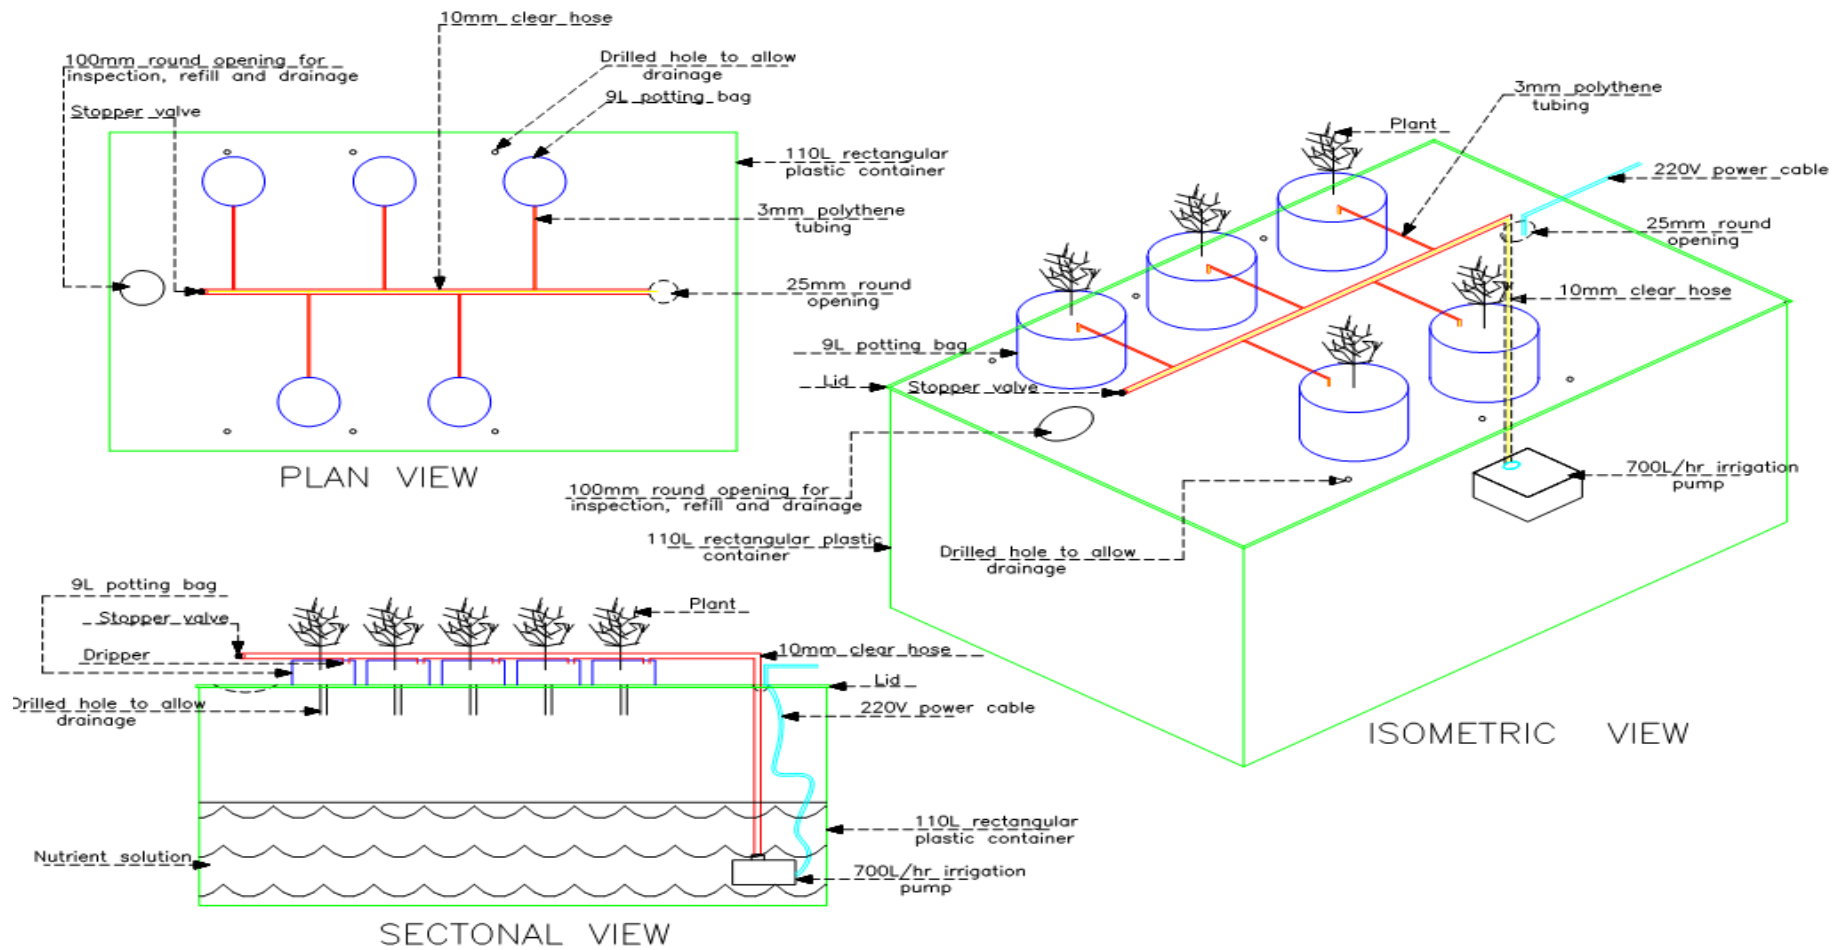 10mm clear hose
100mm round opening for
inspection, refill and drainage
Stopper valve
Drilled hole to allow
drainage
9L potting bag
110L rectangular
plastic container
3mm polythene
tubing
25mm round
opening
PLAN VIEW
3mm polythene
tubing
Plant
220V power cable
25mm round
opening
10mm clear hose
9L potting bag
Lid
Stopper valve
700L/hr irrigation
pump
100mm round opening for
inspection, refill and drainage
110L rectangular plastic
container
Drilled hole to allow
drainage
ISOMETRIC VIEW
9L potting bag
Stopper valve
Dripper
Plant
10mm clear hose
Lid
Drilled hole to allow
drainage
220V power cable
110L rectangular
plastic container
Nutrient solution
700L/hr irrigation
pump
SECTONAL VIEW